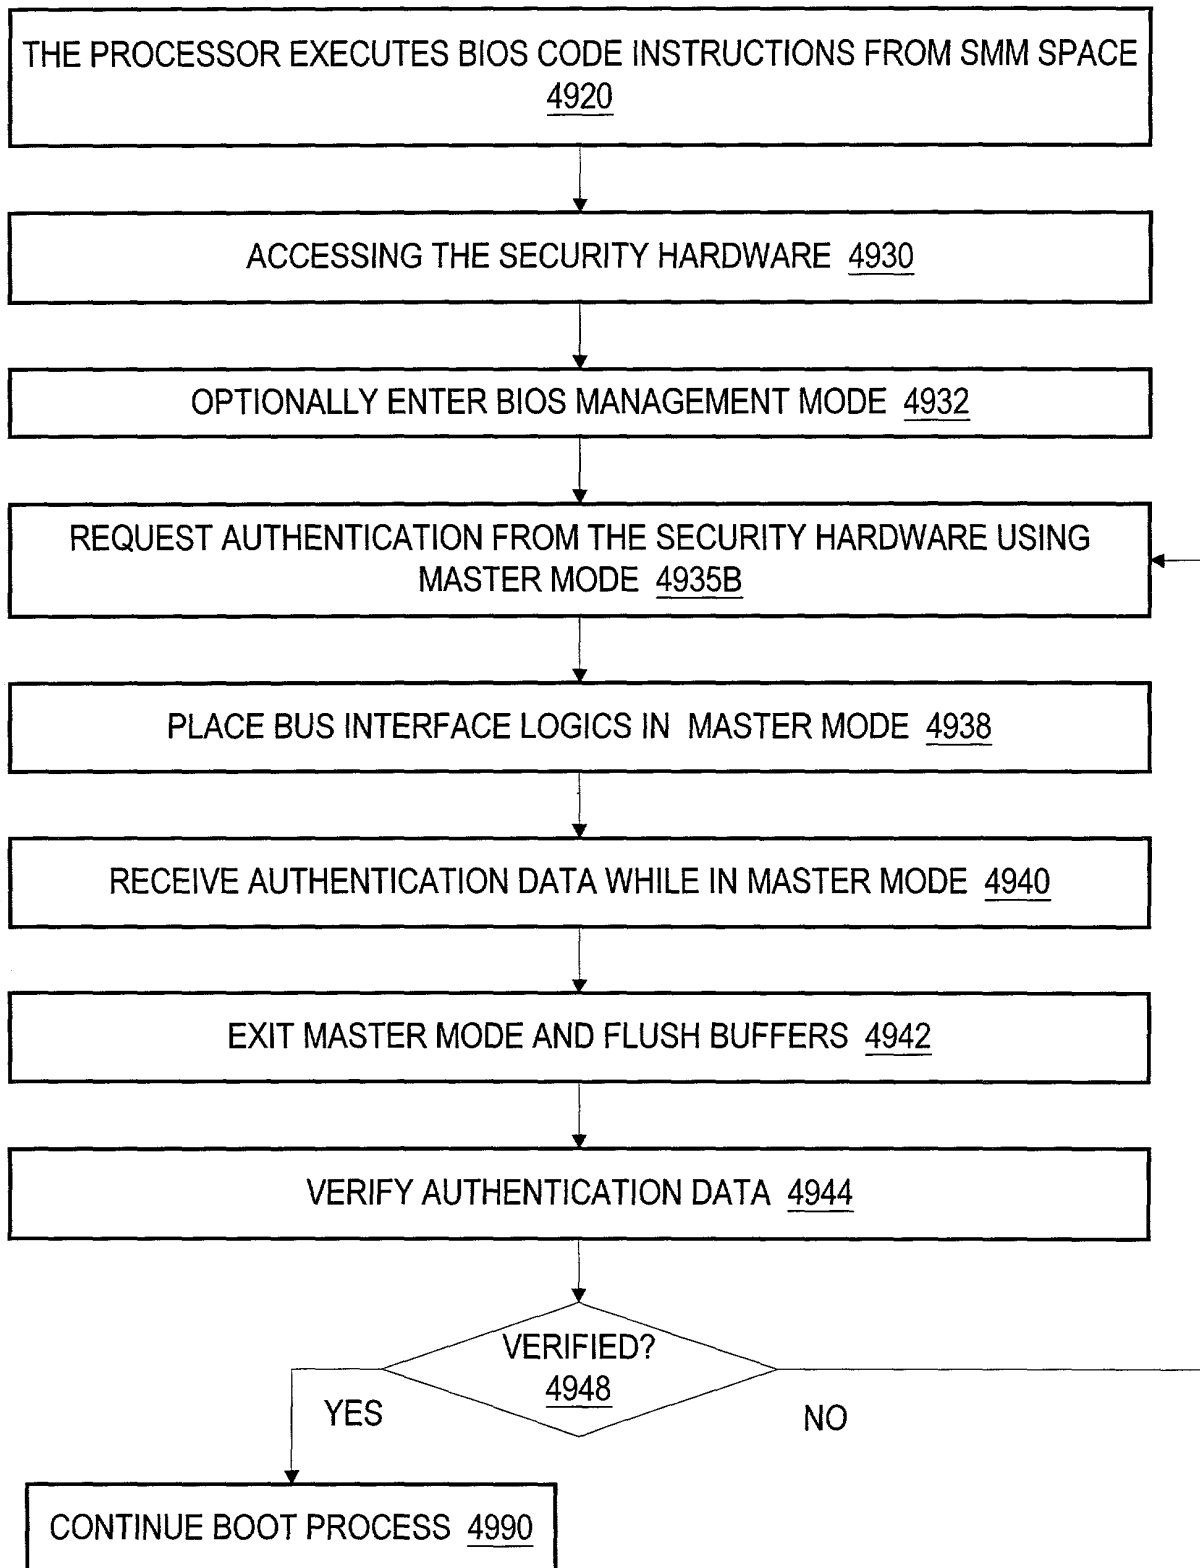 THE PROCESSOR EXECUTES BIOS CODE INSTRUCTIONS FROM SMM SPACE
4920
ACCESSING THE SECURITY HARDWARE 4930
OPTIONALLY ENTER BIOS MANAGEMENT MODE 4932
REQUEST AUTHENTICATION FROM THE SECURITY HARDWARE USING
MASTER MODE 4935B
PLACE BUS INTERFACE LOGICS IN MASTER MODE 4938
RECEIVE AUTHENTICATION DATA WHILE IN MASTER MODE 4940
EXIT MASTER MODE AND FLUSH BUFFERS 4942
VERIFY AUTHENTICATION DATA 4944
VERIFIED?
4948
YES
NO
CONTINUE BOOT PROCESS 4990